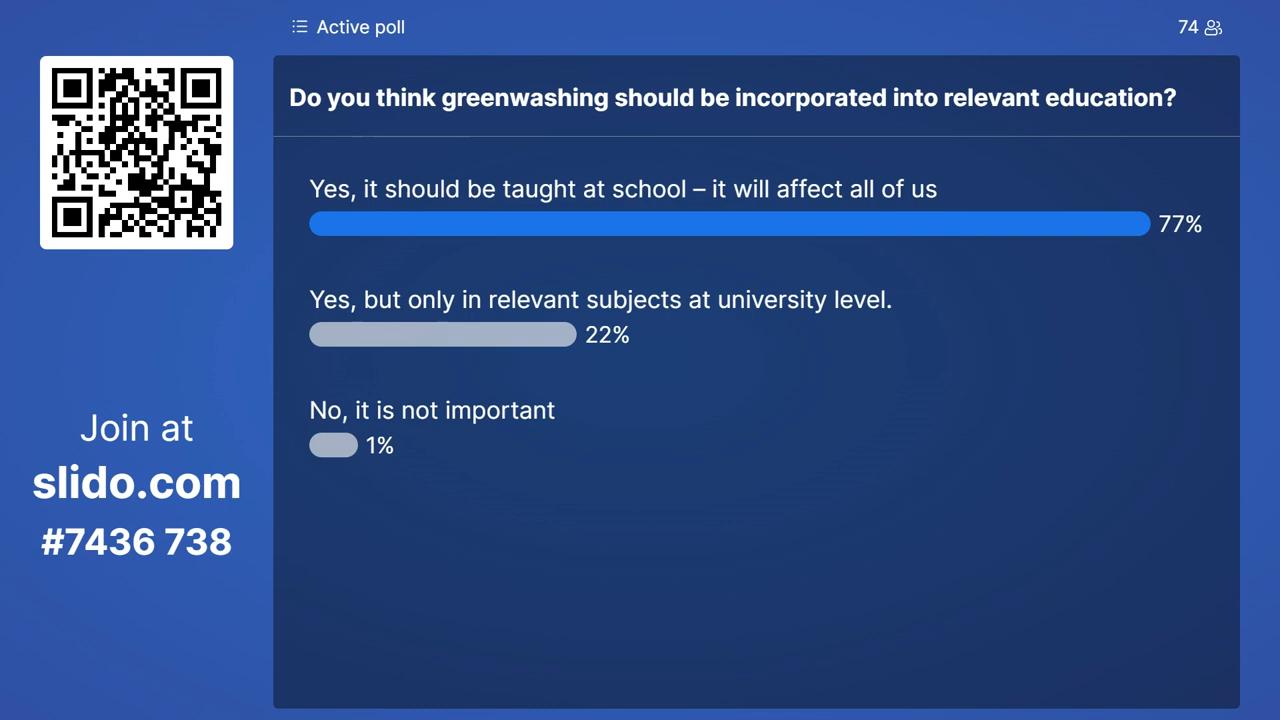 Active poll
74
Do you think greenwashing should be incorporated into relevant education?
Yes, it should be taught at school – it will affect all of us
77%
Yes, but only in relevant subjects at university level.
22%
No, it is not important
1%
Join at
slido.com
#7436 738